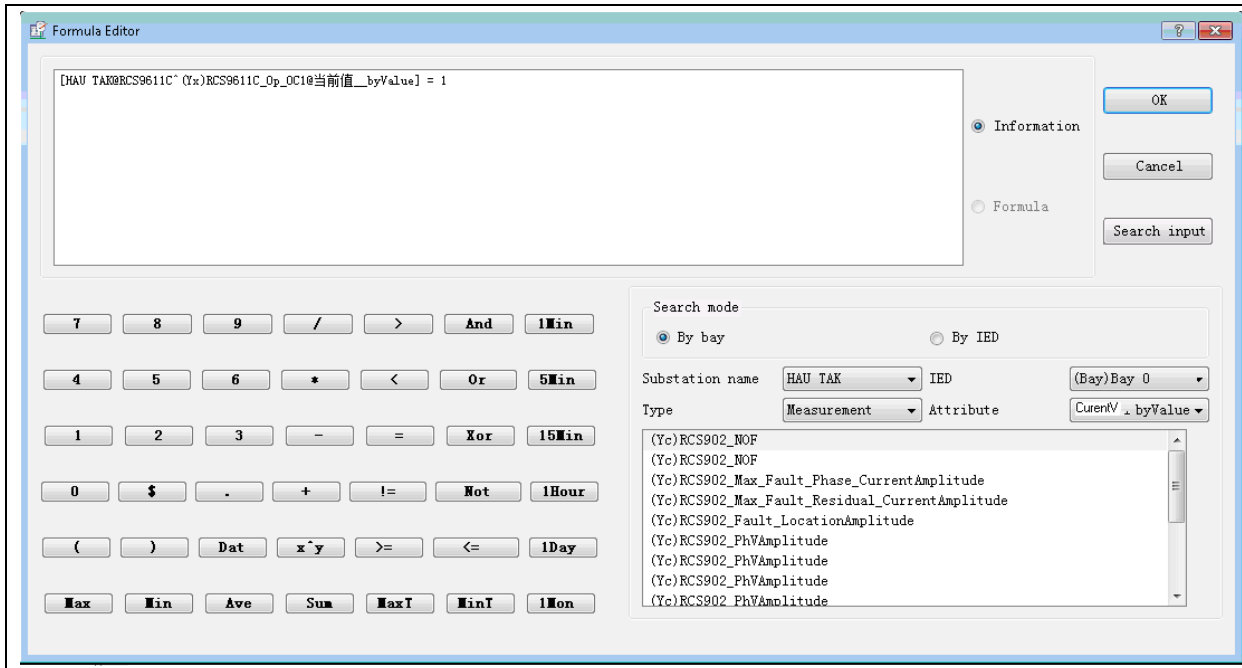 Formula Editor
[HAU TAK@RCS9611C^(Yx)RCS9611C_Op_OC1@当前值__byValue] = 1
Information
Formula
OK
Cancel
Search input
7 8 9 / > And 1Min
4 5 6 * < Or 5Min
1 2 3 - = Xor 15Min
0 $ . + != Not 1Hour
( ) Dat x^y >= <= 1Day
Max Min Ave Sum MaxT MinT 1Mon
Search mode
By bay By IED
Substation name HAU TAK IED (Bay)Bay 0
Type Measurement Attribute CurentV byValue
(Yc)RCS902_NOF
(Yc)RCS902_NOF
(Yc)RCS902_Max_Fault_Phase_CurrentAmplitude
(Yc)RCS902_Max_Fault_Residual_CurrentAmplitude
(Yc)RCS902_Fault_LocationAmplitude
(Yc)RCS902_PhVAmplitude
(Yc)RCS902_PhVAmplitude
(Yc)RCS902_PhVAmplitude
(Yc)RCS902_PhVAmplitude